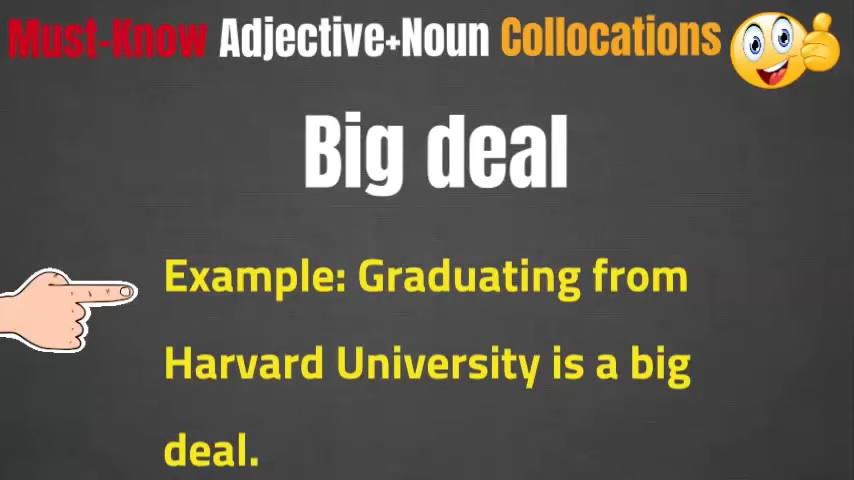 Must-Know Adjective+Noun Collocations
Big deal
Example: Graduating from
Harvard University is a big
deal.